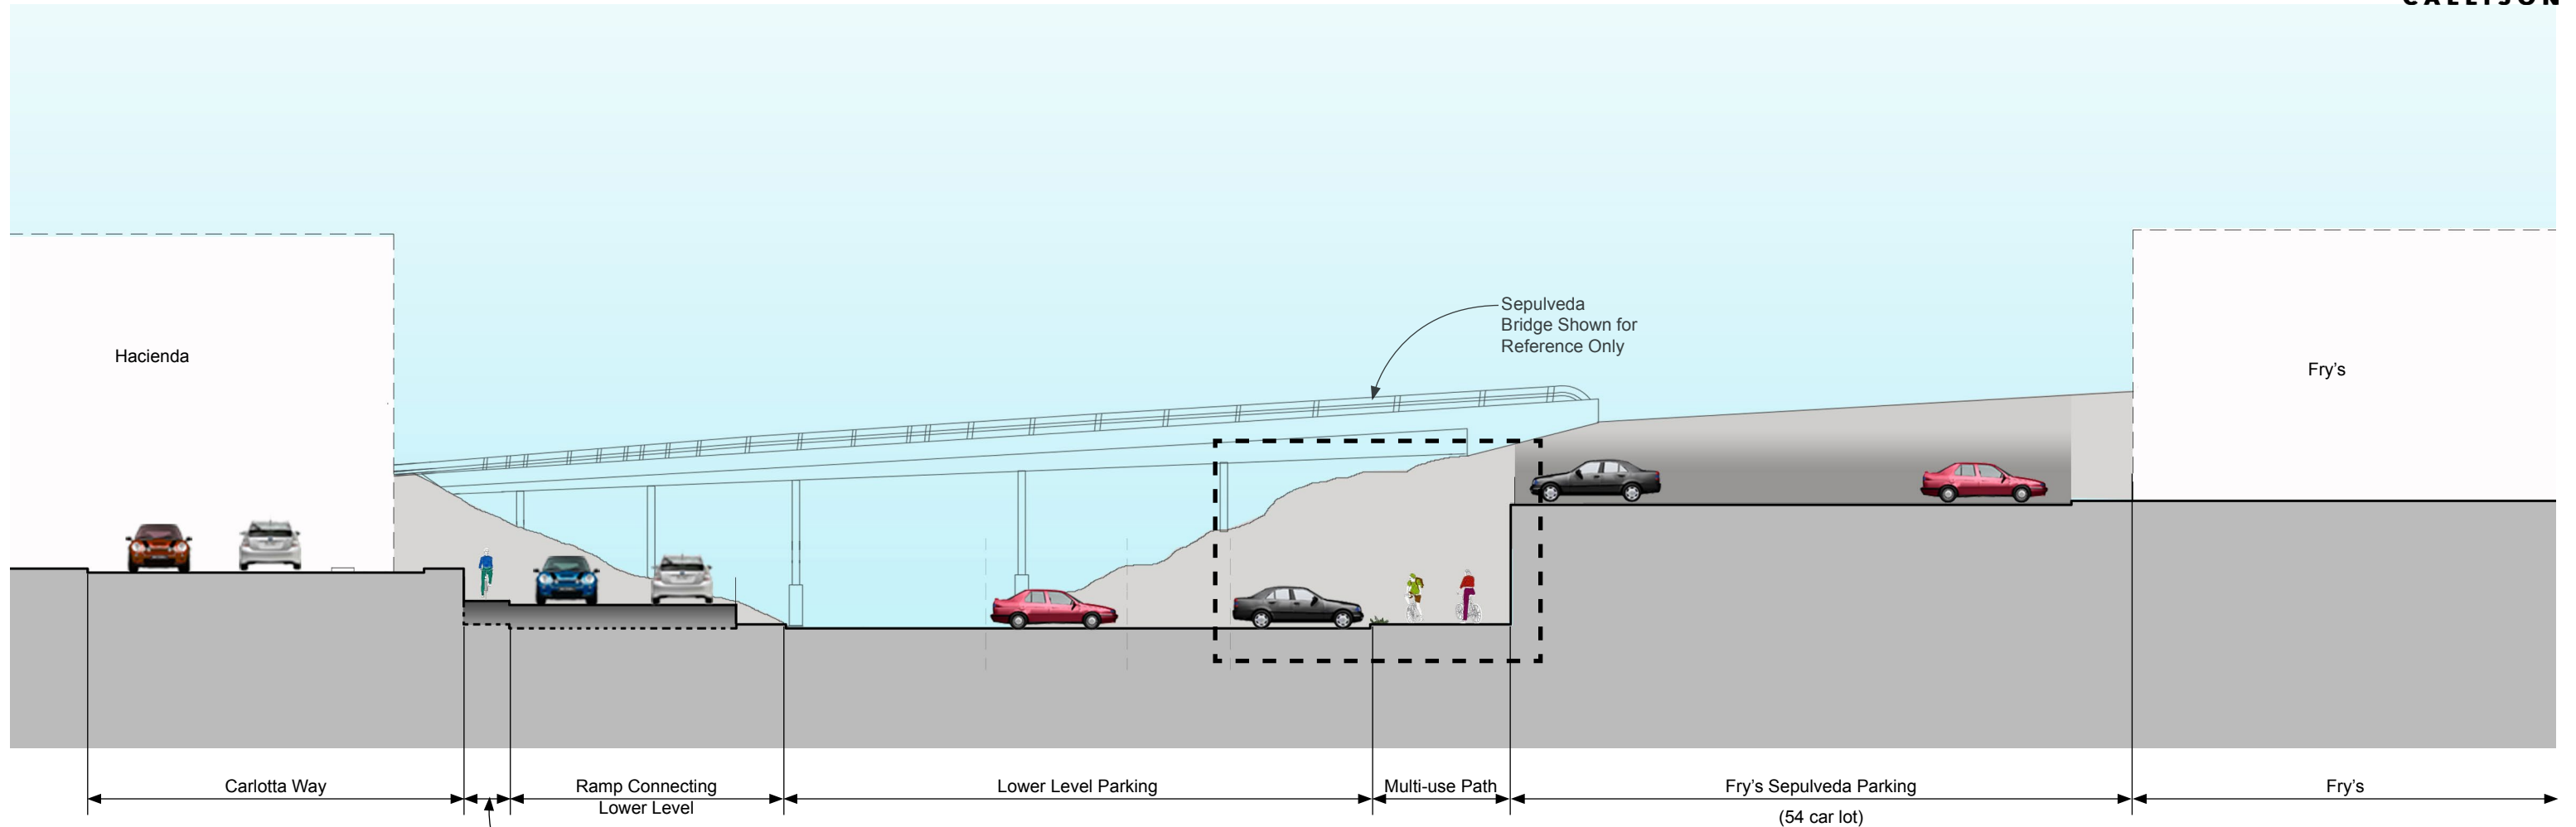 CALLISON
Sepulveda
Bridge Shown for
Reference Only
Hacienda
Fry's
Carlotta Way
Ramp Connecting
Lower Level
Lower Level Parking
Multi-use Path
Fry's Sepulveda Parking
(54 car lot)
Fry's